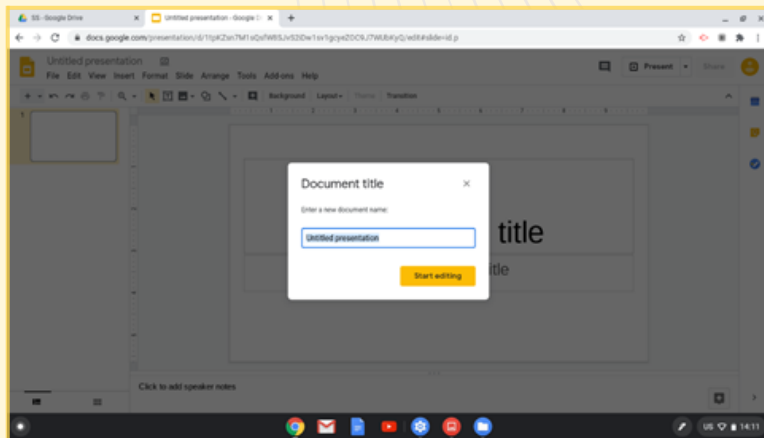 SS - Google Drive
Untitled presentation - Google Sl
docs.google.com/presentation/d/
Untitled presentation
File Edit View Insert Format Slide Arrange Tools Add-ons Help
Present
Share
Background Layout Theme Transition
1
Document title
Enter a new document name:
Untitled presentation
title
title
Start editing
Click to add speaker notes
US 14:11